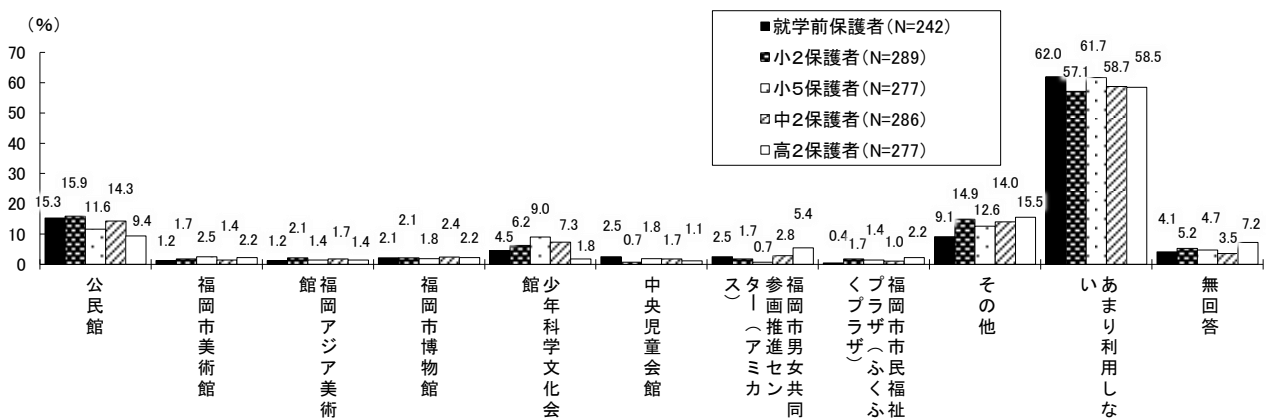 (%)
就学前保護者(N=242)
小2保護者(N=289)
小5保護者(N=277)
中2保護者(N=286)
高2保護者(N=277)
70
60
50
40
30
20
10
0
15.3 15.9 11.6 14.3 9.4
1.2 1.7 2.5 1.4 2.2
1.2 2.1 1.4 1.7 1.4
2.1 2.1 1.8 2.4 2.2
4.5 6.2 9.0 7.3 1.8
2.5 0.7 1.8 1.7 1.1
2.5 1.7 0.7 2.8 5.4
0.4 1.7 1.4 1.0 2.2
9.1 14.9 12.6 14.0 15.5
62.0 57.1 61.7 58.7 58.5
4.1 5.2 4.7 3.5 7.2
公民館
福岡市美術館
福岡アジア美術
館
福岡市博物館
少年科学文化会
館
中央児童会館
福岡市男女共同
参画推進セン
ター(アミカ
ス)
福岡市市民福祉
プラザ(ふくふ
くプラザ)
その他
あまり利用しな
い
無回答